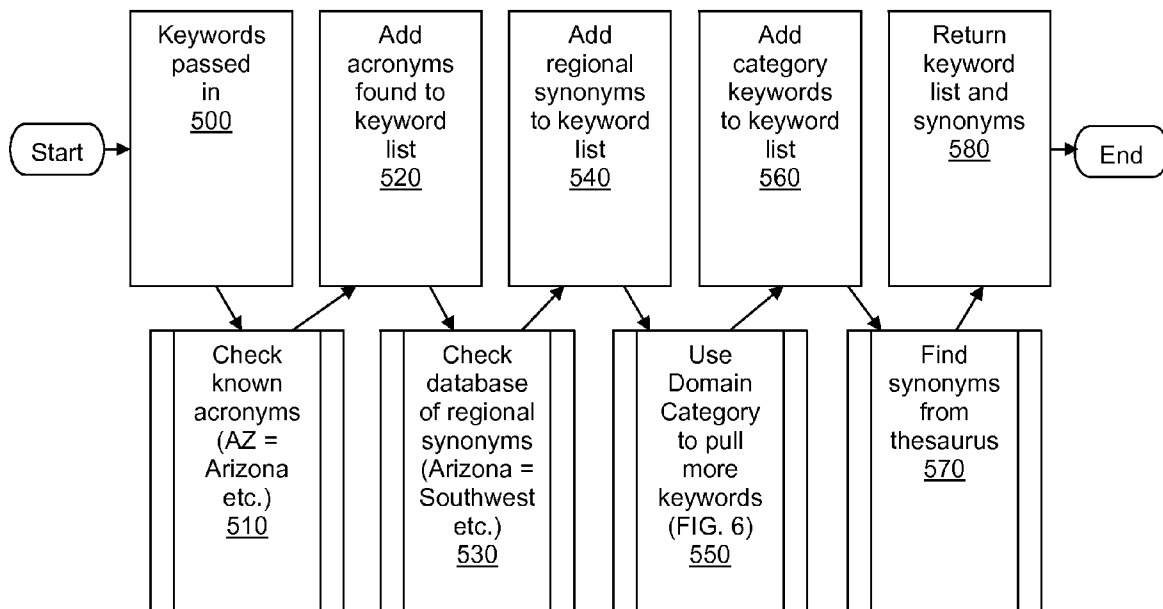 Start
Keywords
passed
in
500
Check
known
acronyms
(AZ =
Arizona
etc.)
510
Add
acronyms
found to
keyword
list
520
Check
database
of regional
synonyms
(Arizona =
Southwest
etc.)
530
Add
regional
synonyms
to keyword
list
540
Use
Domain
Category
to pull
more
keywords
(FIG. 6)
550
Add
category
keywords
to keyword
list
560
Find
synonyms
from
thesaurus
570
Return
keyword
list and
synonyms
580
End